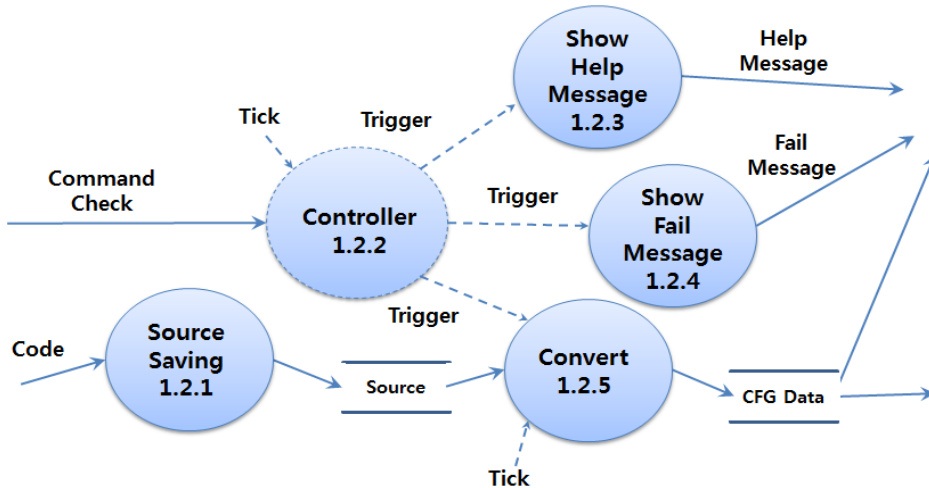 Show
Help
Message
1.2.3
Help
Message
Tick
Trigger
Fail
Message
Command
Check
Controller
1.2.2
Trigger
Show
Fail
Message
1.2.4
Trigger
Code
Source
Saving
1.2.1
Source
Convert
1.2.5
CFG Data
Tick